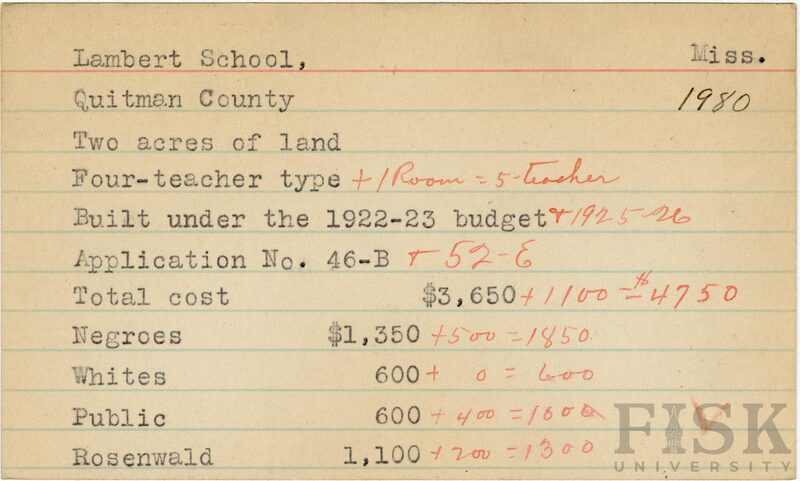 Lambert School, Miss.
Quitman County 1980
Two acres of land
Four-teacher type + 1 Room = 5-teacher
Built under the 1922-23 budget + 1925-26
Application No. 46-B + 52-E
Total cost $3,650 + 1100 = $4750
Negroes $1,350 + 500 = 1850
Whites 600 + 0 = 600
Public 600 + 400 = 1000
Rosenwald 1,100 + 200 = 1300
FISK
UNIVERSITY